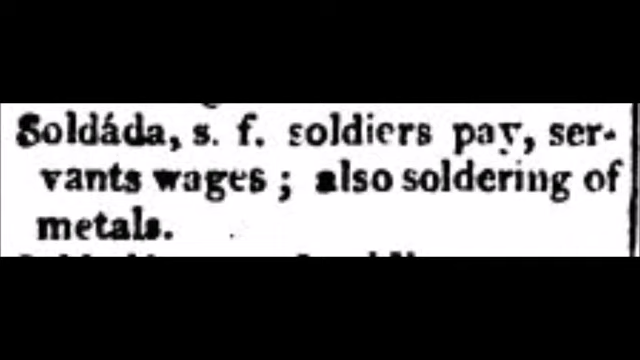 Soldáda, s. f. soldiers pay, ser-
vants wages ; also soldering of
metals.